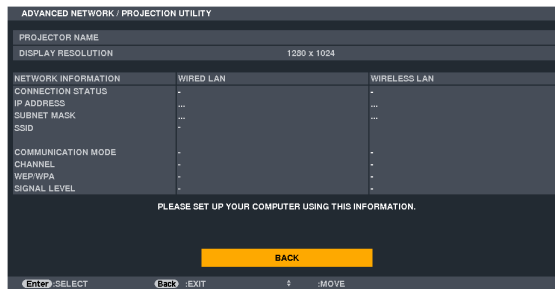 ADVANCED NETWORK / PROJECTION UTILITY
PROJECTOR NAME
DISPLAY RESOLUTION 1280 x 1024
NETWORK INFORMATION WIRED LAN WIRELESS LAN
CONNECTION STATUS - -
IP ADDRESS ... ...
SUBNET MASK ... ...
SSID -
COMMUNICATION MODE - -
CHANNEL - -
WEP/WPA - -
SIGNAL LEVEL - -
PLEASE SET UP YOUR COMPUTER USING THIS INFORMATION.
BACK
Enter :SELECT Back :EXIT :MOVE